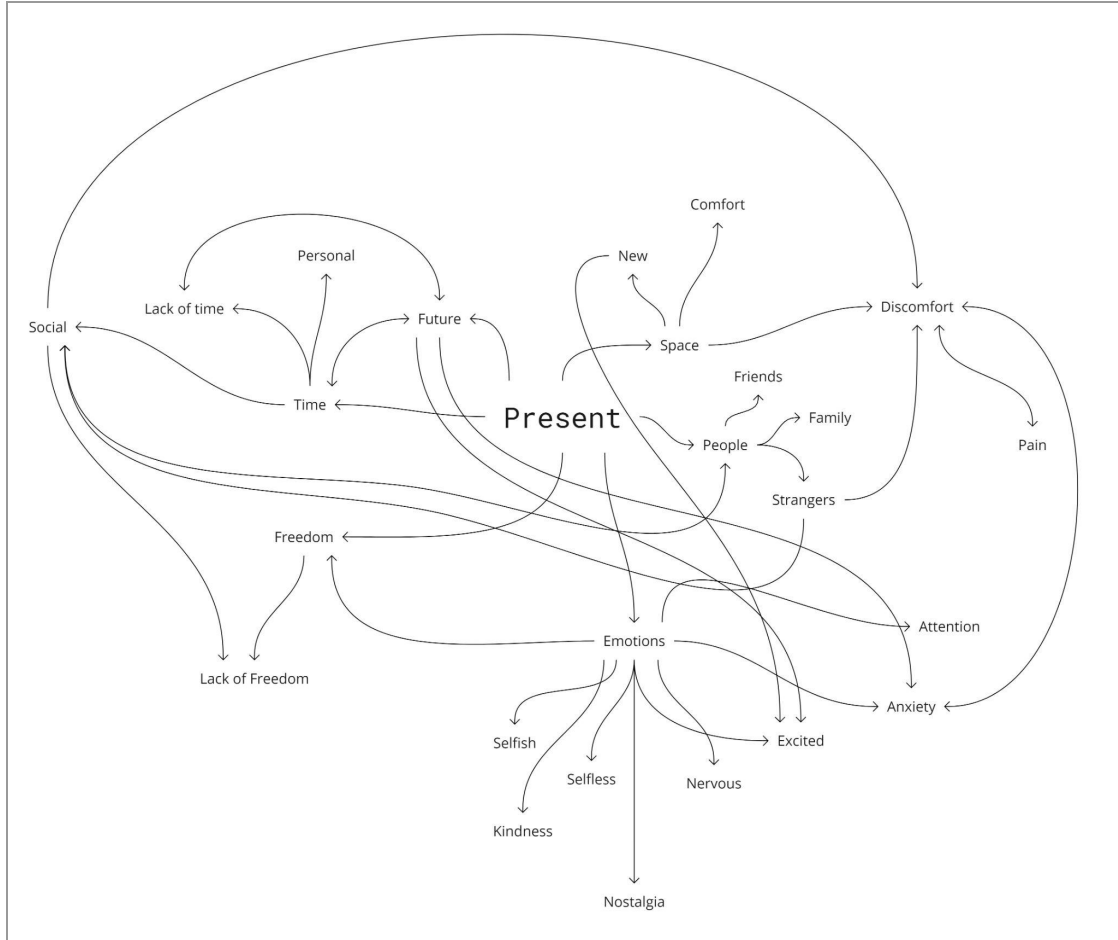 Comfort
Personal
New
Lack of time
Future
Discomfort
Social
Space
Friends
Time
Present
Family
People
Pain
Strangers
Freedom
Attention
Emotions
Lack of Freedom
Anxiety
Selfish
Excited
Selfless
Nervous
Kindness
Nostalgia